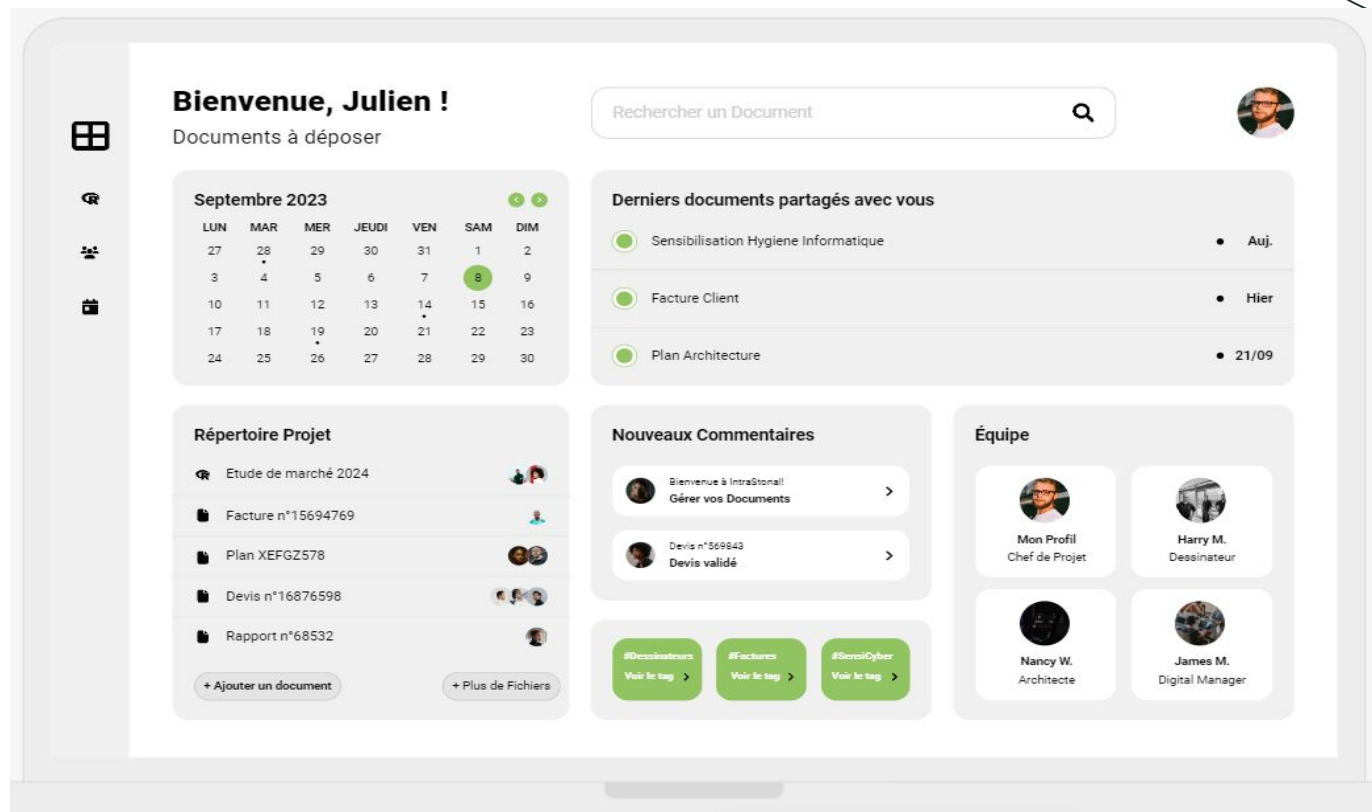 Bienvenue, Julien !
Documents à déposer
Rechercher un Document
Septembre 2023
LUN MAR MER JEUDI VEN SAM DIM
27 28 29 30 31 1 2
3 4 5 6 7 8 9
10 11 12 13 14 15 16
17 18 19 20 21 22 23
24 25 26 27 28 29 30
Derniers documents partagés avec vous
Sensibilisation Hygiene Informatique Auj.
Facture Client Hier
Plan Architecture 21/09
Répertoire Projet
Etude de marché 2024
Facture n°15694769
Plan XEFGZ578
Devis n°16876598
Rapport n°68532
+ Ajouter un document + Plus de Fichiers
Nouveaux Commentaires
Bienvenue à IntraStonal!
Gérer vos Documents
Devis n°569843
Devis validé
#Dessinateurs
Voir le tag
#Factures
Voir le tag
#SensiCyber
Voir le tag
Équipe
Mon Profil
Chef de Projet
Harry M.
Dessinateur
Nancy W.
Architecte
James M.
Digital Manager